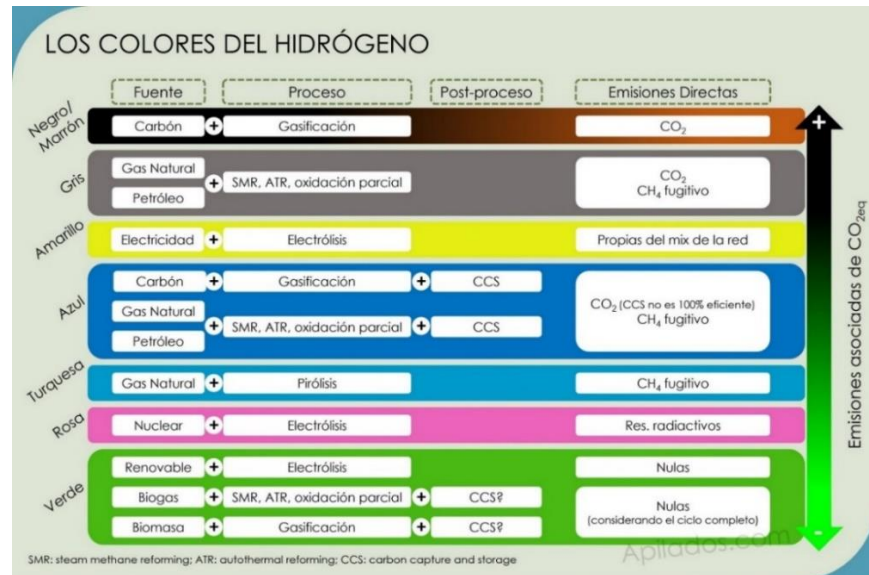 LOS COLORES DEL HIDRÓGENO
Fuente Proceso Post-proceso Emisiones Directas
Negro/
Marrón
Carbón + Gasificación CO₂
+
Gris
Gas Natural
Petróleo
+ SMR, ATR, oxidación parcial
CO₂
CH₄ fugitivo
Amarillo
Electricidad + Electrólisis Propias del mix de la red
Azul
Carbón + Gasificación + CCS
Gas Natural
Petróleo
+ SMR, ATR, oxidación parcial + CCS
CO₂ (CCS no es 100% eficiente)
CH₄ fugitivo
Turquesa
Gas Natural + Pirólisis CH₄ fugitivo
Rosa
Nuclear + Electrólisis Res. radiactivos
Verde
Renovable + Electrólisis Nulas
Biogas + SMR, ATR, oxidación parcial + CCS?
Biomasa + Gasificación + CCS?
Nulas
(considerando el ciclo completo)
-
Emisiones asociadas de CO₂eq
Apilados.com
SMR: steam methane reforming; ATR: autothermal reforming; CCS: carbon capture and storage